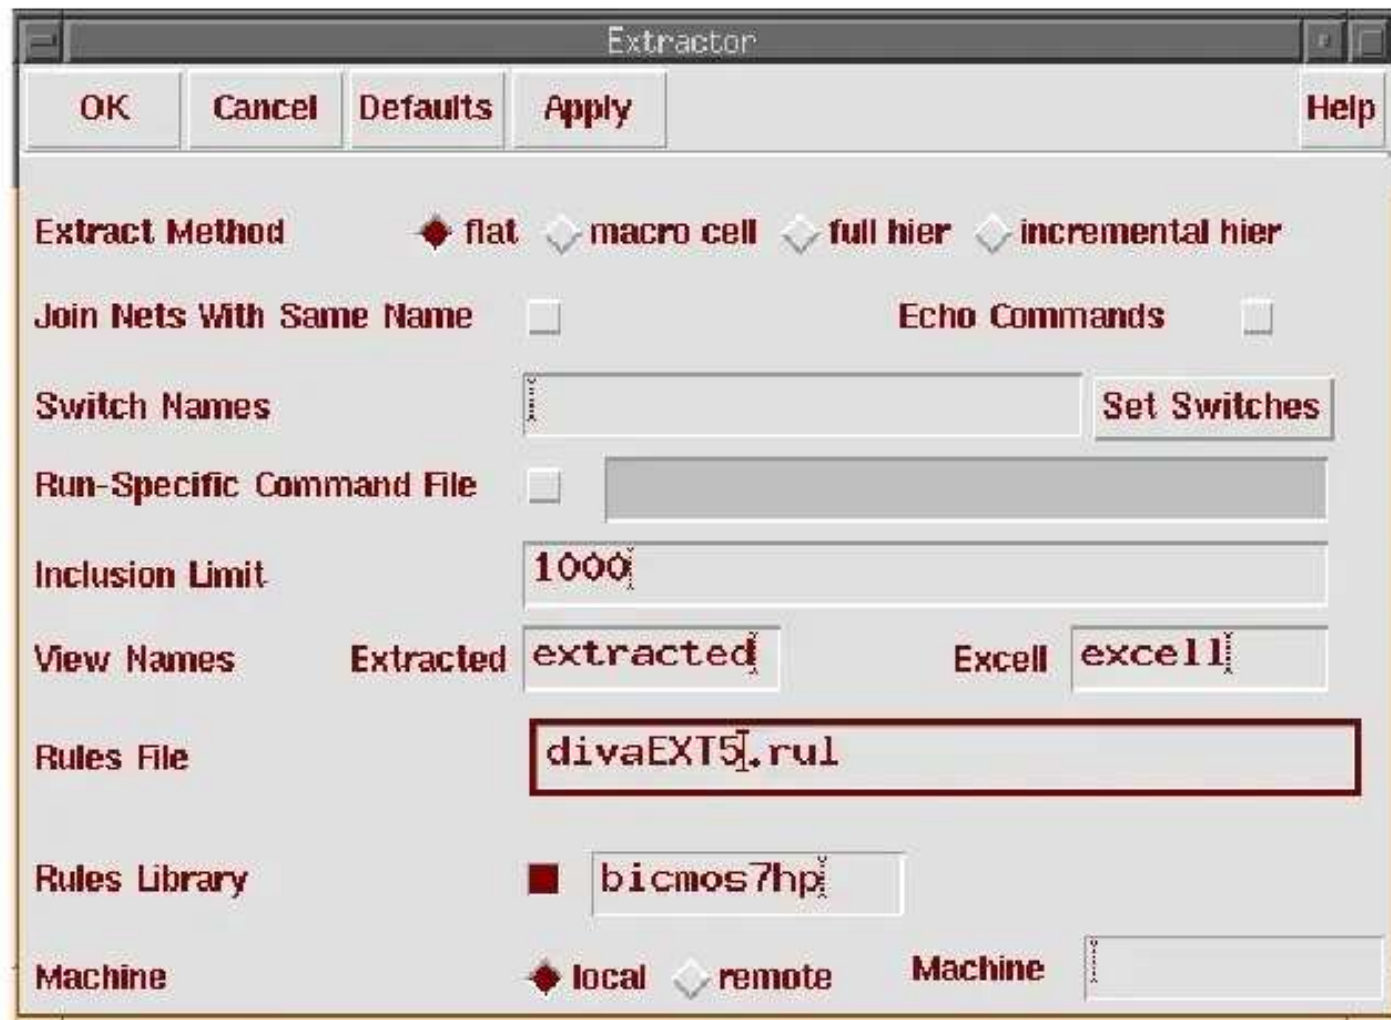 Extractor
OK Cancel Defaults Apply Help
Extract Method flat macro cell full hier incremental hier
Join Nets With Same Name Echo Commands
Switch Names Set Switches
Run-Specific Command File
Inclusion Limit 1000
View Names Extracted extracted Excell excell
Rules File divaEXT5.rul
Rules Library bicmos7hp
Machine local remote Machine